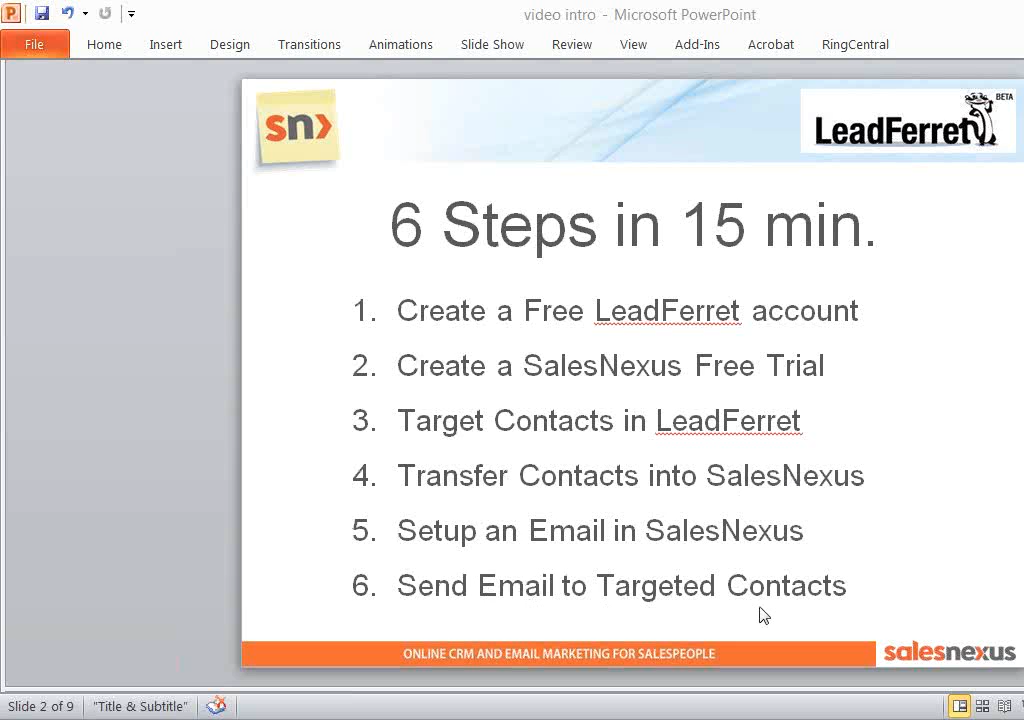 video intro - Microsoft PowerPoint
File Home Insert Design Transitions Animations Slide Show Review View Add-Ins Acrobat RingCentral
sn>
LeadFerret BETA
6 Steps in 15 min.
1. Create a Free LeadFerret account
2. Create a SalesNexus Free Trial
3. Target Contacts in LeadFerret
4. Transfer Contacts into SalesNexus
5. Setup an Email in SalesNexus
6. Send Email to Targeted Contacts
ONLINE CRM AND EMAIL MARKETING FOR SALESPEOPLE
salesnexus
Slide 2 of 9 "Title & Subtitle"